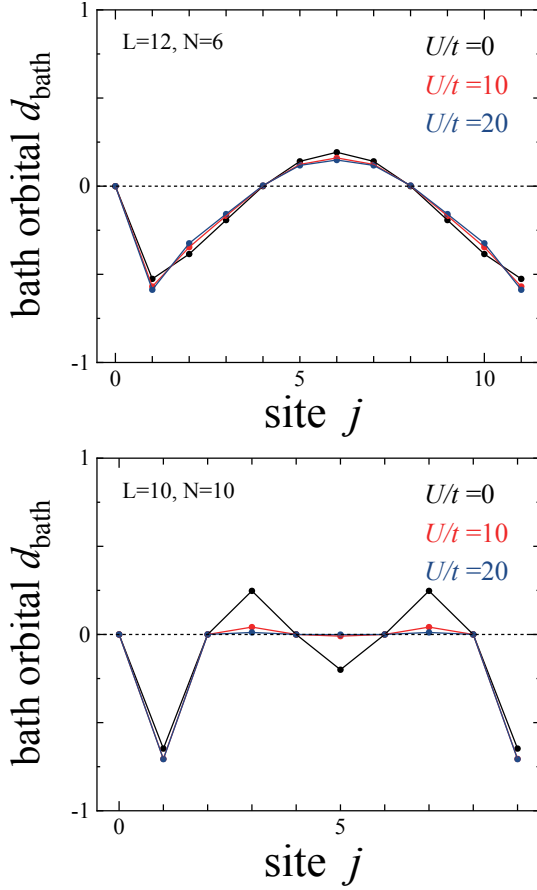 1
L=12, N=6
U/t =0
U/t =10
U/t =20
bath orbital d_bath
0
-1
0
5
10
site j
1
L=10, N=10
U/t =0
U/t =10
U/t =20
bath orbital d_bath
0
-1
0
5
site j